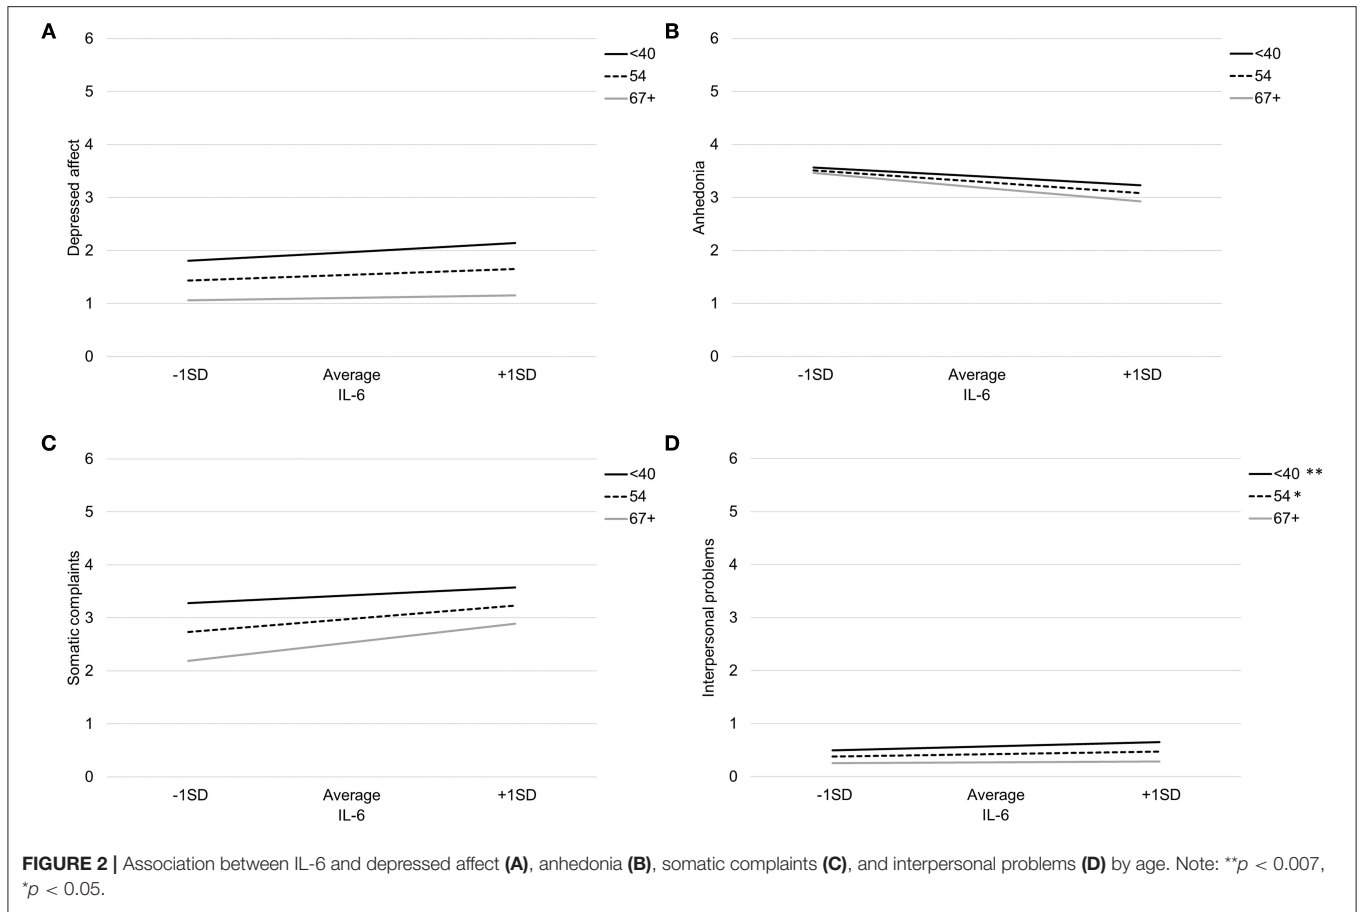 A
6
5
4
3
2
1
0
Depressed affect
-1SD
Average
+1SD
IL-6
<40
54
67+
B
6
5
4
3
2
1
0
Anhedonia
-1SD
Average
+1SD
IL-6
<40
54
67+
C
6
5
4
3
2
1
0
Somatic complaints
-1SD
Average
+1SD
IL-6
<40
54
67+
D
6
5
4
3
2
1
0
Interpersonal problems
-1SD
Average
+1SD
IL-6
<40 **
54 *
67+
FIGURE 2 | Association between IL-6 and depressed affect (A), anhedonia (B), somatic complaints (C), and interpersonal problems (D) by age. Note: **p < 0.007,
*p < 0.05.